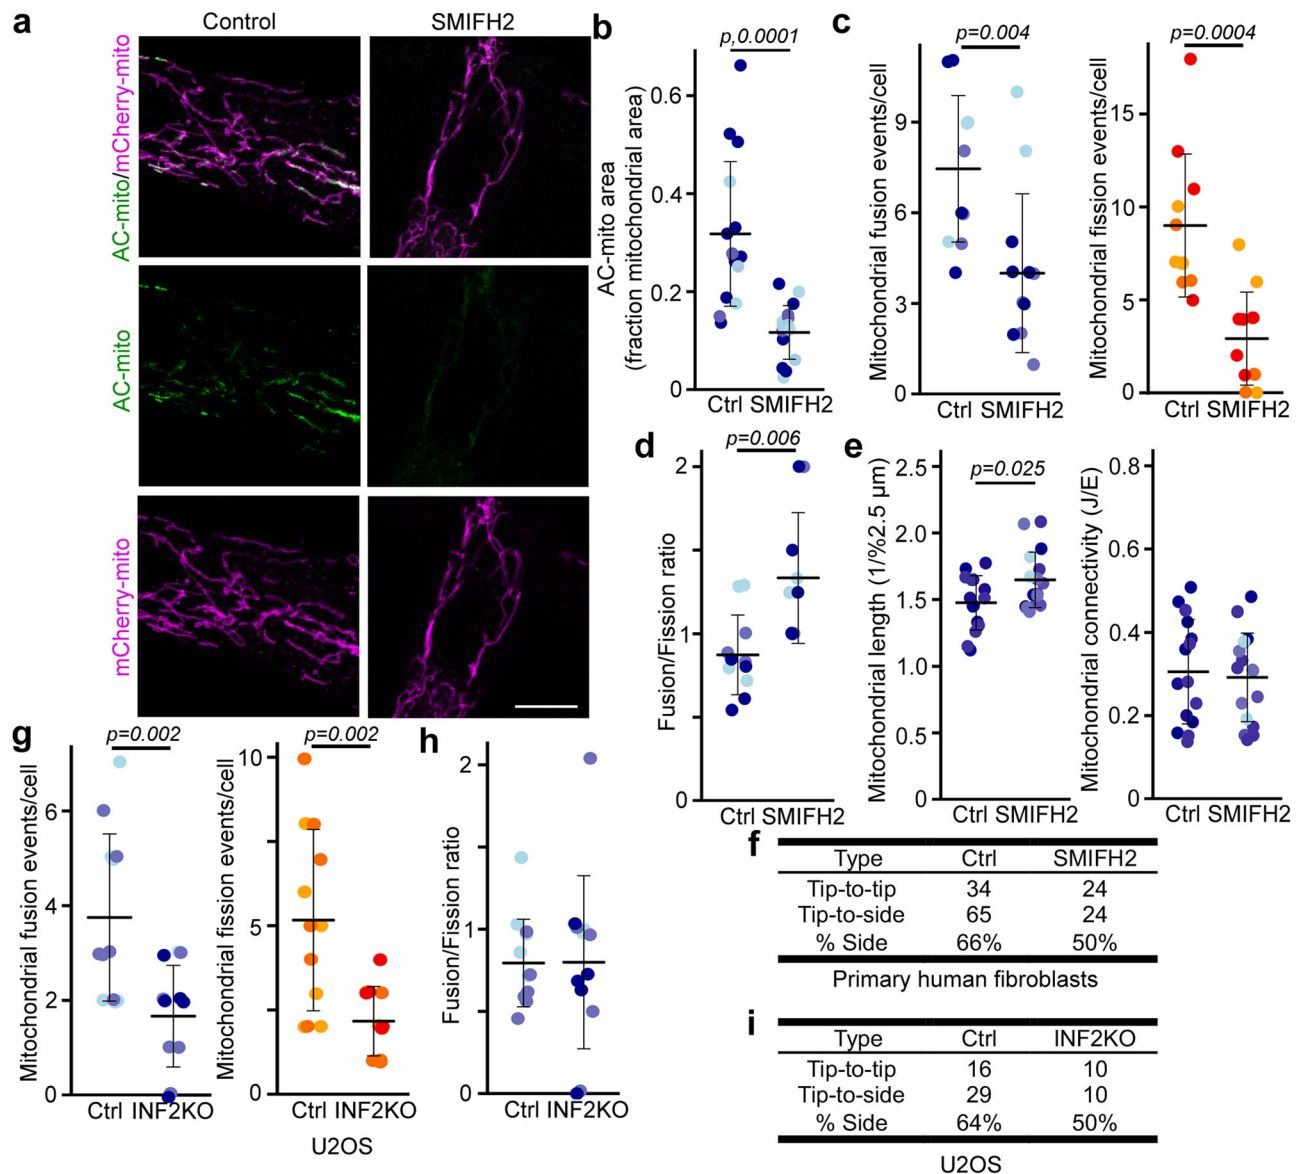 a
Control
SMIFH2
AC-mito/mCherry-mito
AC-mito
mCherry-mito
b
p,0.0001
AC-mito area
(fraction mitochondrial area)
0.6
0.4
0.2
0
Ctrl SMIFH2
c
p=0.004
Mitochondrial fusion events/cell
9
6
3
0
Ctrl SMIFH2
p=0.0004
Mitochondrial fission events/cell
15
10
5
0
Ctrl SMIFH2
d
p=0.006
Fusion/Fission ratio
2
1
0
Ctrl SMIFH2
e
p=0.025
Mitochondrial length (1/%2.5 µm)
2.5
2.0
1.5
1.0
0.5
0
Ctrl SMIFH2
Mitochondrial connectivity (J/E)
0.8
0.6
0.4
0.2
0
Ctrl SMIFH2
f
Type Ctrl SMIFH2
Tip-to-tip 34 24
Tip-to-side 65 24
% Side 66% 50%
Primary human fibroblasts
g
p=0.002
Mitochondrial fusion events/cell
6
4
2
0
Ctrl INF2KO
p=0.002
Mitochondrial fission events/cell
10
5
0
Ctrl INF2KO
U2OS
h
Fusion/Fission ratio
2
1
0
Ctrl INF2KO
i
Type Ctrl INF2KO
Tip-to-tip 16 10
Tip-to-side 29 10
% Side 64% 50%
U2OS